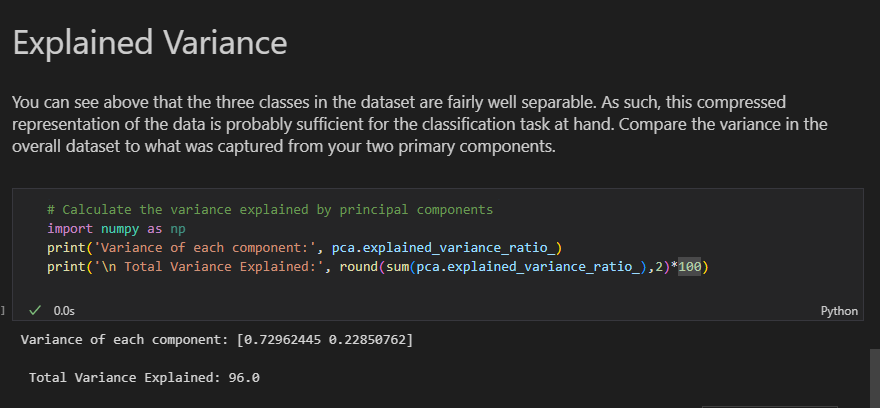 Explained Variance
You can see above that the three classes in the dataset are fairly well separable. As such, this compressed
representation of the data is probably sufficient for the classification task at hand. Compare the variance in the
overall dataset to what was captured from your two primary components.
# Calculate the variance explained by principal components
import numpy as np
print('Variance of each component:', pca.explained_variance_ratio_)
print('\n Total Variance Explained:', round(sum(pca.explained_variance_ratio_),2)*100)
] ✓ 0.0s Python
Variance of each component: [0.72962445 0.22850762]
Total Variance Explained: 96.0